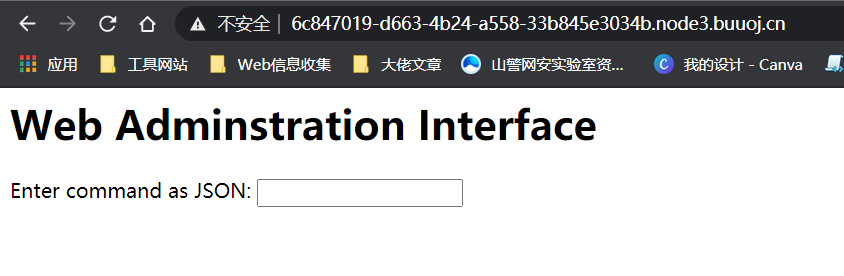 不安全 6c847019-d663-4b24-a558-33b845e3034b.node3.buuoj.cn
应用 工具网站 Web信息收集 大佬文章 山警网安实验室资... 我的设计 - Canva
Web Adminstration Interface
Enter command as JSON: